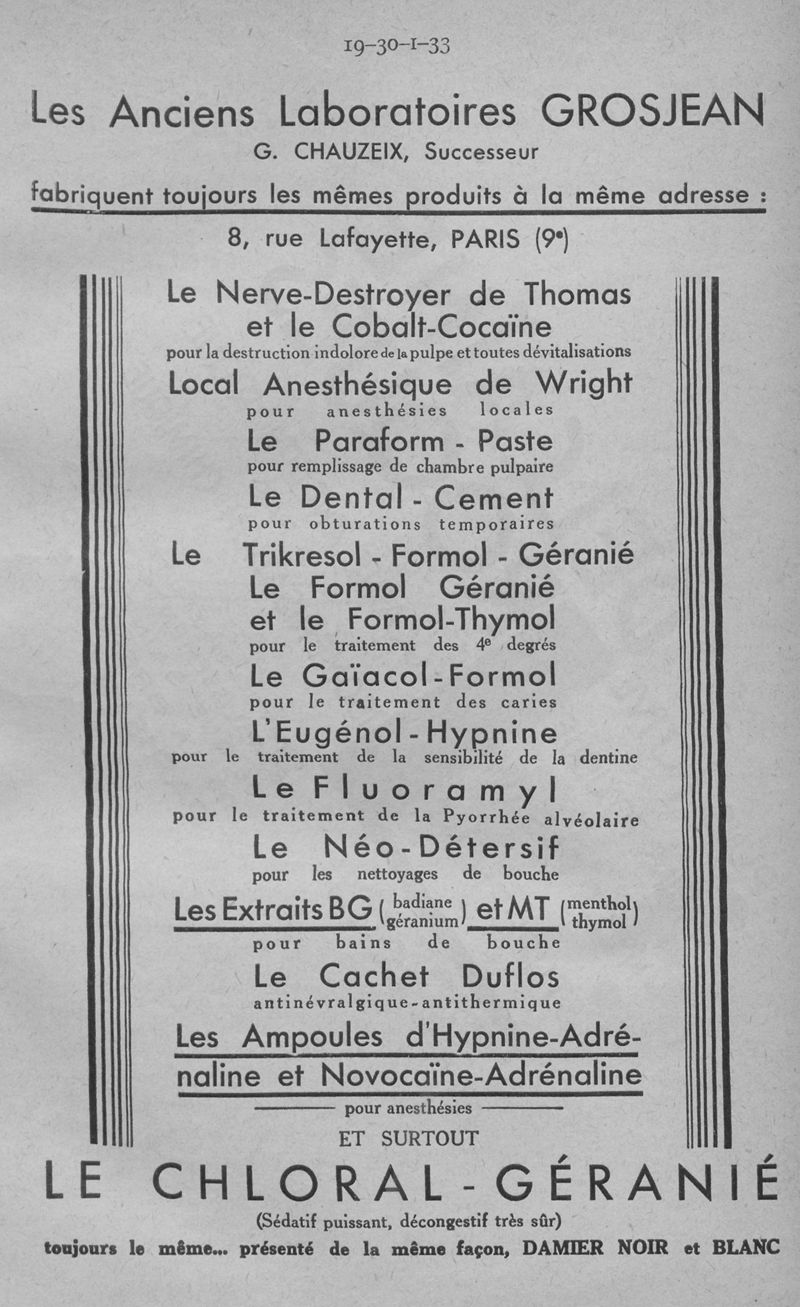 19-30-1-33
Les Anciens Laboratoires GROSJEAN
G. CHAUZEIX, Successeur
fabriquent toujours les mêmes produits à la même adresse :
8, rue Lafayette, PARIS (9e)
Le Nerve-Destroyer de Thomas
et le Cobalt-Cocaïne
pour la destruction indolore de la pulpe et toutes dévitalisations
Local Anesthésique de Wright
pour anesthésies locales
Le Paraform - Paste
pour remplissage de chambre pulpaire
Le Dental - Cement
pour obturations temporaires
Le Trikresol - Formol - Géranié
Le Formol Géranié
et le Formol-Thymol
pour le traitement des 4e degrés
Le Gaïacol-Formol
pour le traitement des caries
L'Eugénol-Hypnine
pour le traitement de la sensibilité de la dentine
Le Fluoramyl
pour le traitement de la Pyorrhée alvéolaire
Le Néo-Détersif
pour les nettoyages de bouche
Les Extraits BG (badiane géranium) et MT (menthol thymol)
pour bains de bouche
Le Cachet Duflos
antinévralgique-antithermique
Les Ampoules d'Hypnine-Adré-
naline et Novocaïne-Adrénaline
pour anesthésies
ET SURTOUT
LE CHLORAL-GÉRANIÉ
(Sédatif puissant, décongestif très sûr)
toujours le même... présenté de la même façon, DAMIER NOIR et BLANC